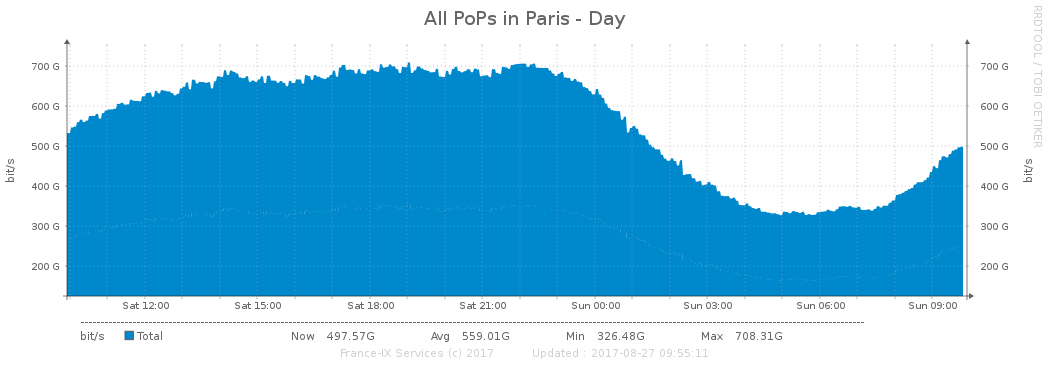 All PoPs in Paris - Day
RRDTOOL / TOBI OETIKER
700 G 700 G
600 G 600 G
500 G 500 G
400 G 400 G
300 G 300 G
200 G 200 G
bit/s
bit/s
Sat 12:00 Sat 15:00 Sat 18:00 Sat 21:00 Sun 00:00 Sun 03:00 Sun 06:00 Sun 09:00
bit/s Total Now 497.57G Avg 559.01G Min 326.48G Max 708.31G
France-IX Services (c) 2017 Updated : 2017-08-27 09:55:11